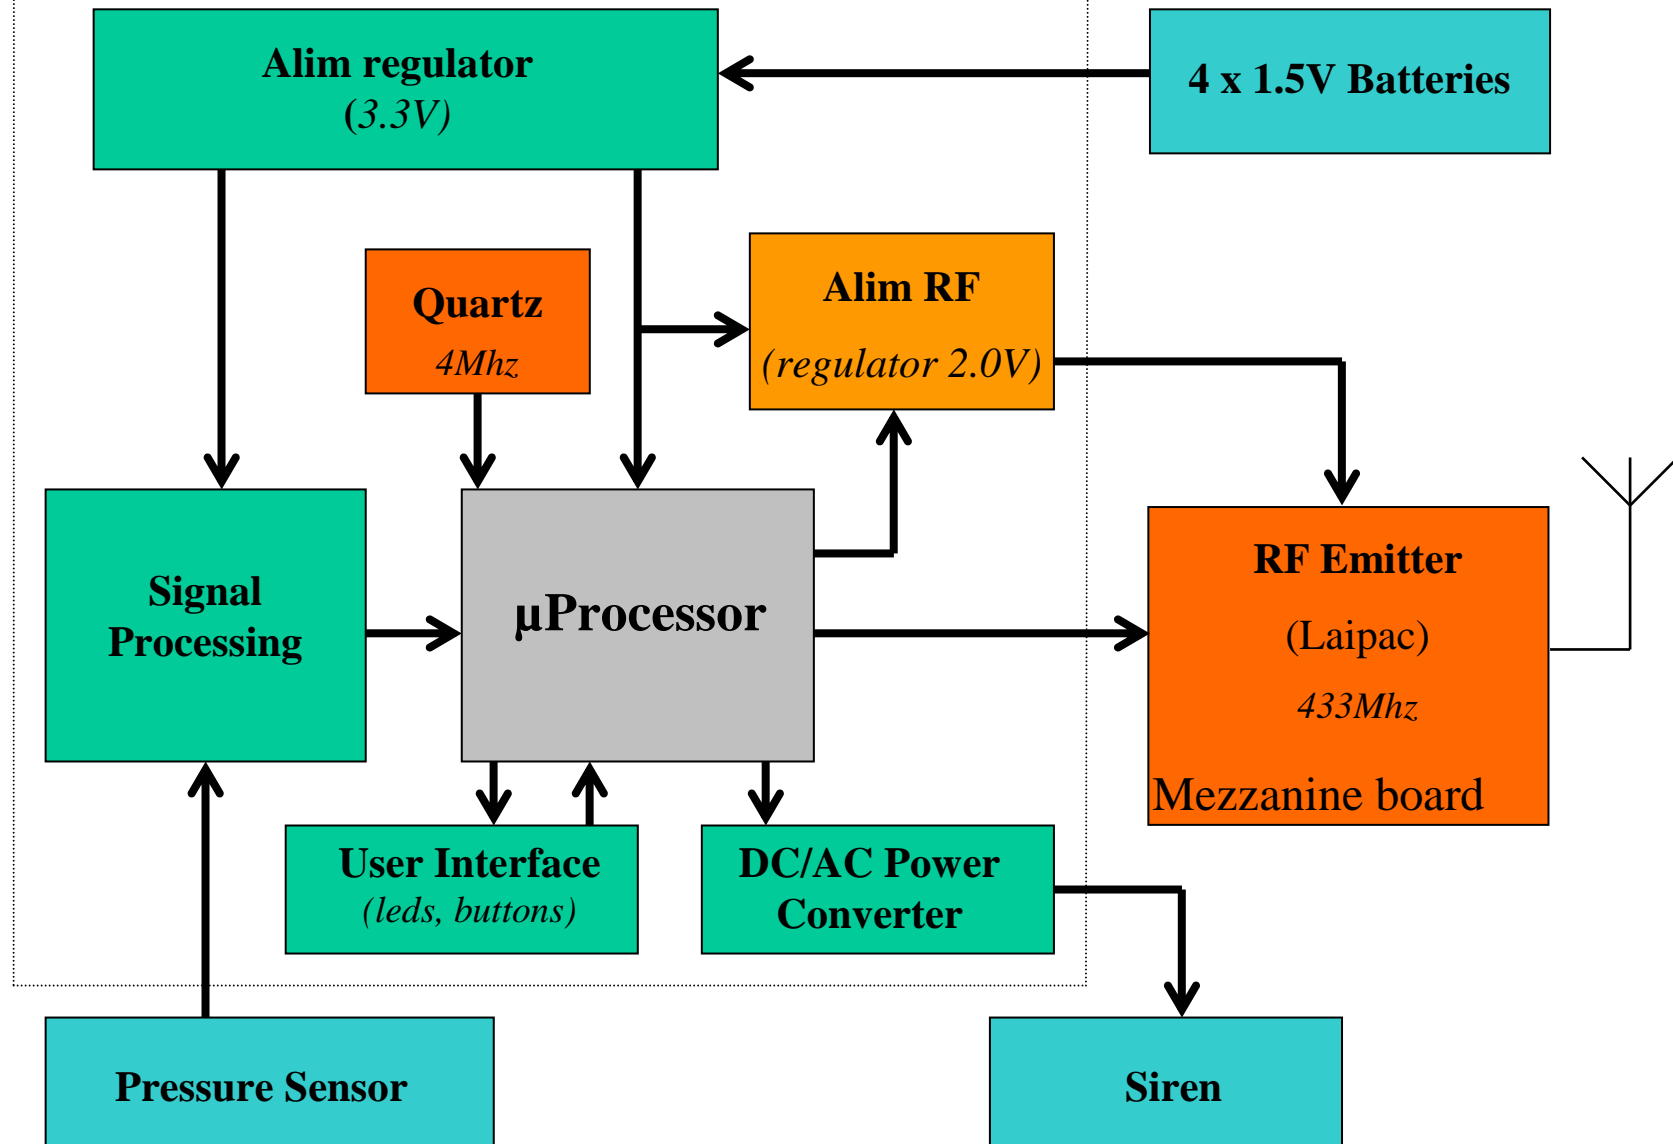 Alim regulator
(3.3V)
4 x 1.5V Batteries
Quartz
4Mhz
Alim RF
(regulator 2.0V)
Signal
Processing
µProcessor
RF Emitter
(Laipac)
433Mhz
Mezzanine board
User Interface
(leds, buttons)
DC/AC Power
Converter
Pressure Sensor
Siren